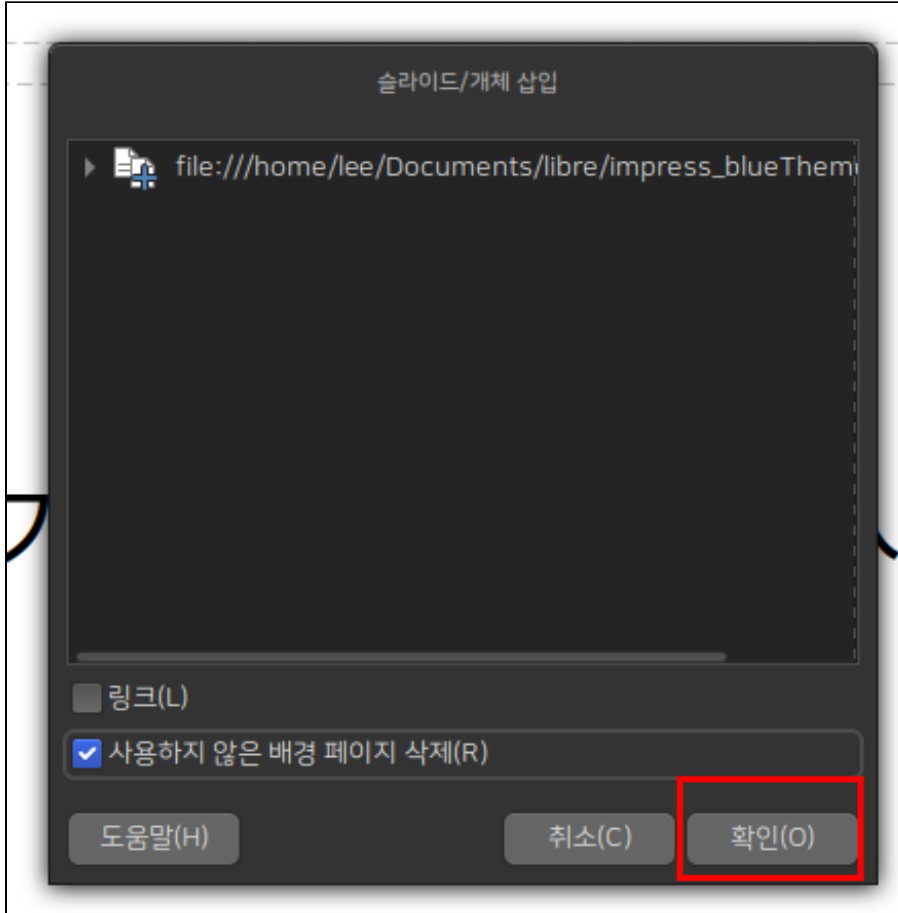 슬라이드/개체 삽입
file:///home/lee/Documents/libre/impress_blueThem
링크(L)
사용하지 않은 배경 페이지 삭제(R)
도움말(H)
취소(C)
확인(O)